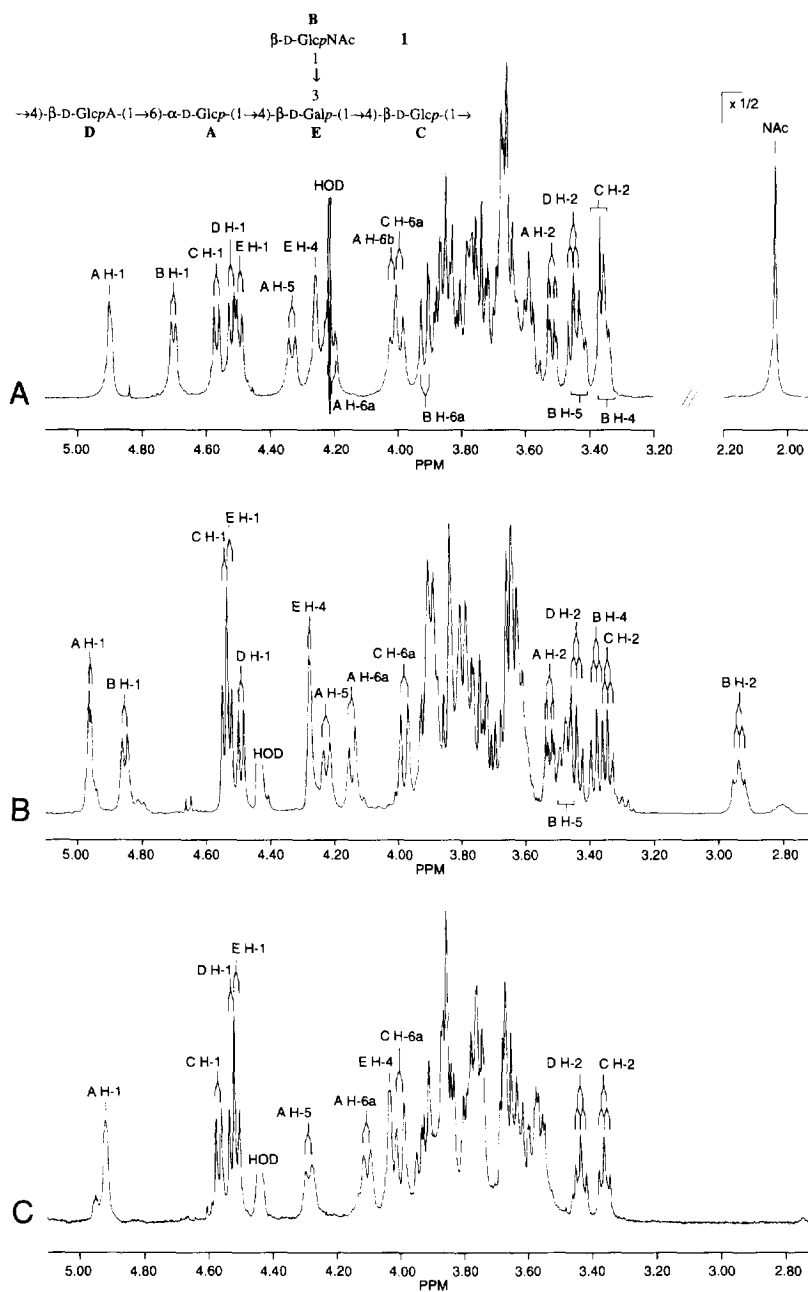 B
β-D-GlcpNAc 1
1
↓
3
→4)-β-D-GlcpA-(1→6)-α-D-Glcp-(1→4)-β-D-Galp-(1→4)-β-D-Glcp-(1→
D A E C
x 1/2
NAc
HOD
D H-2
C H-2
C H-6a
A H-6b
A H-2
D H-1
C H-1 E H-1 E H-4
B H-1
A H-1
A H-5
A
A H-6a
B H-6a
B H-5
B H-4
5.00 4.80 4.60 4.40 4.20 4.00 3.80 3.60 3.40 3.20 2.20 2.00
PPM
PPM
E H-1
C H-1
E H-4
D H-2
B H-4
C H-2
A H-1
D H-1
C H-6a
A H-2
B H-1
A H-5
A H-6a
B H-2
HOD
B
B H-5
5.00 4.80 4.60 4.40 4.20 4.00 3.80 3.60 3.40 3.20 3.00 2.80
PPM
E H-1
D H-1
C H-6a
C H-1
E H-4
D H-2
C H-2
A H-1
A H-5
A H-6a
HOD
C
5.00 4.80 4.60 4.40 4.20 4.00 3.80 3.60 3.40 3.20 3.00 2.80
PPM